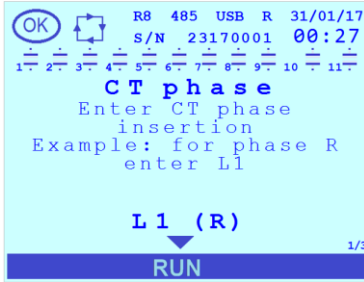 OK R8 485 USB R 31/01/17
S/N 23170001 00:27
1 2 3 4 5 6 7 8 9 10 11
CT phase
Enter CT phase
insertion
Example: for phase R
enter L1
L1 (R)
1/3
RUN